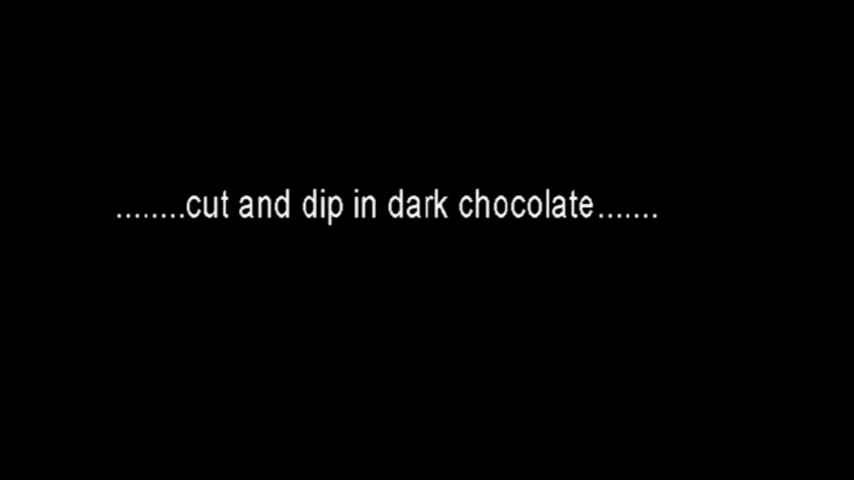 ........cut and dip in dark chocolate.......